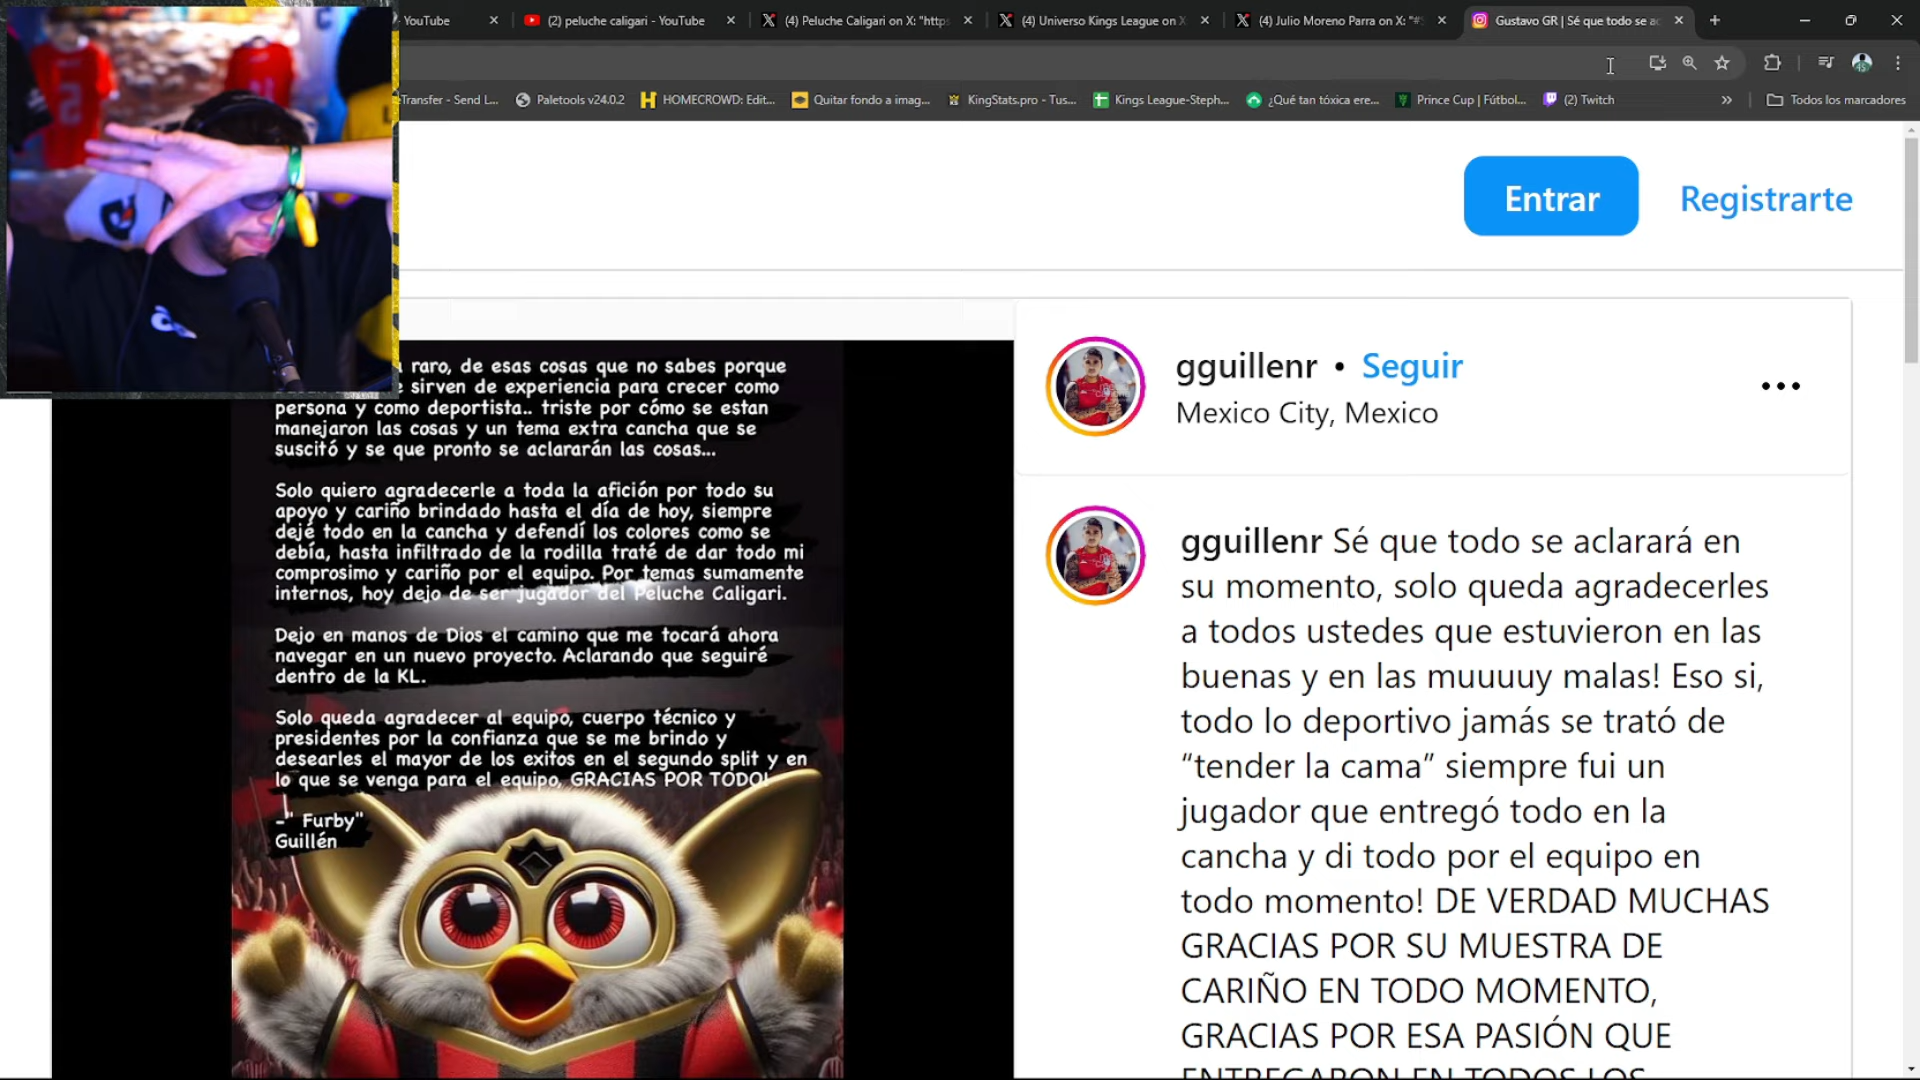 YouTube
(2) peluche caligari - YouTube
(4) Peluche Caligari on X: "http
(4) Universo Kings League on X
(4) Julio Moreno Parra on X: "#
Gustavo GR | Sé que todo se ac
Transfer - Send L...
Paletools v24.0.2
HOMECROWD: Edit...
Quitar fondo a imag...
KingStats.pro - Tus...
Kings League-Steph...
¿Qué tan tóxica ere...
Prince Cup | Fútbol...
(2) Twitch
»
Todos los marcadores
Entrar
Registrarte
raro, de esas cosas que no sabes porque
sirven de experiencia para crecer como
persona y como deportista.. triste por cómo se estan
manejaron las cosas y un tema extra cancha que se
suscitó y se que pronto se aclararán las cosas...
Solo quiero agradecerle a toda la afición por todo su
apoyo y cariño brindado hasta el día de hoy, siempre
dejé todo en la cancha y defendí los colores como se
debía, hasta infiltrado de la rodilla traté de dar todo mi
comprosimo y cariño por el equipo. Por temas sumamente
internos, hoy dejo de ser jugador del Peluche Caligari.
Dejo en manos de Dios el camino que me tocará ahora
navegar en un nuevo proyecto. Aclarando que seguiré
dentro de la KL.
Solo queda agradecer al equipo, cuerpo técnico y
presidentes por la confianza que se me brindo y
desearles el mayor de los exitos en el segundo split y en
lo que se venga para el equipo, GRACIAS POR TODO!
-" Furby"
Guillén
gguillenr • Seguir
Mexico City, Mexico
gguillenr Sé que todo se aclarará en
su momento, solo queda agradecerles
a todos ustedes que estuvieron en las
buenas y en las muuuuy malas! Eso si,
todo lo deportivo jamás se trató de
“tender la cama” siempre fui un
jugador que entregó todo en la
cancha y di todo por el equipo en
todo momento! DE VERDAD MUCHAS
GRACIAS POR SU MUESTRA DE
CARIÑO EN TODO MOMENTO,
GRACIAS POR ESA PASIÓN QUE
ENTREGARON EN TODOS LOS